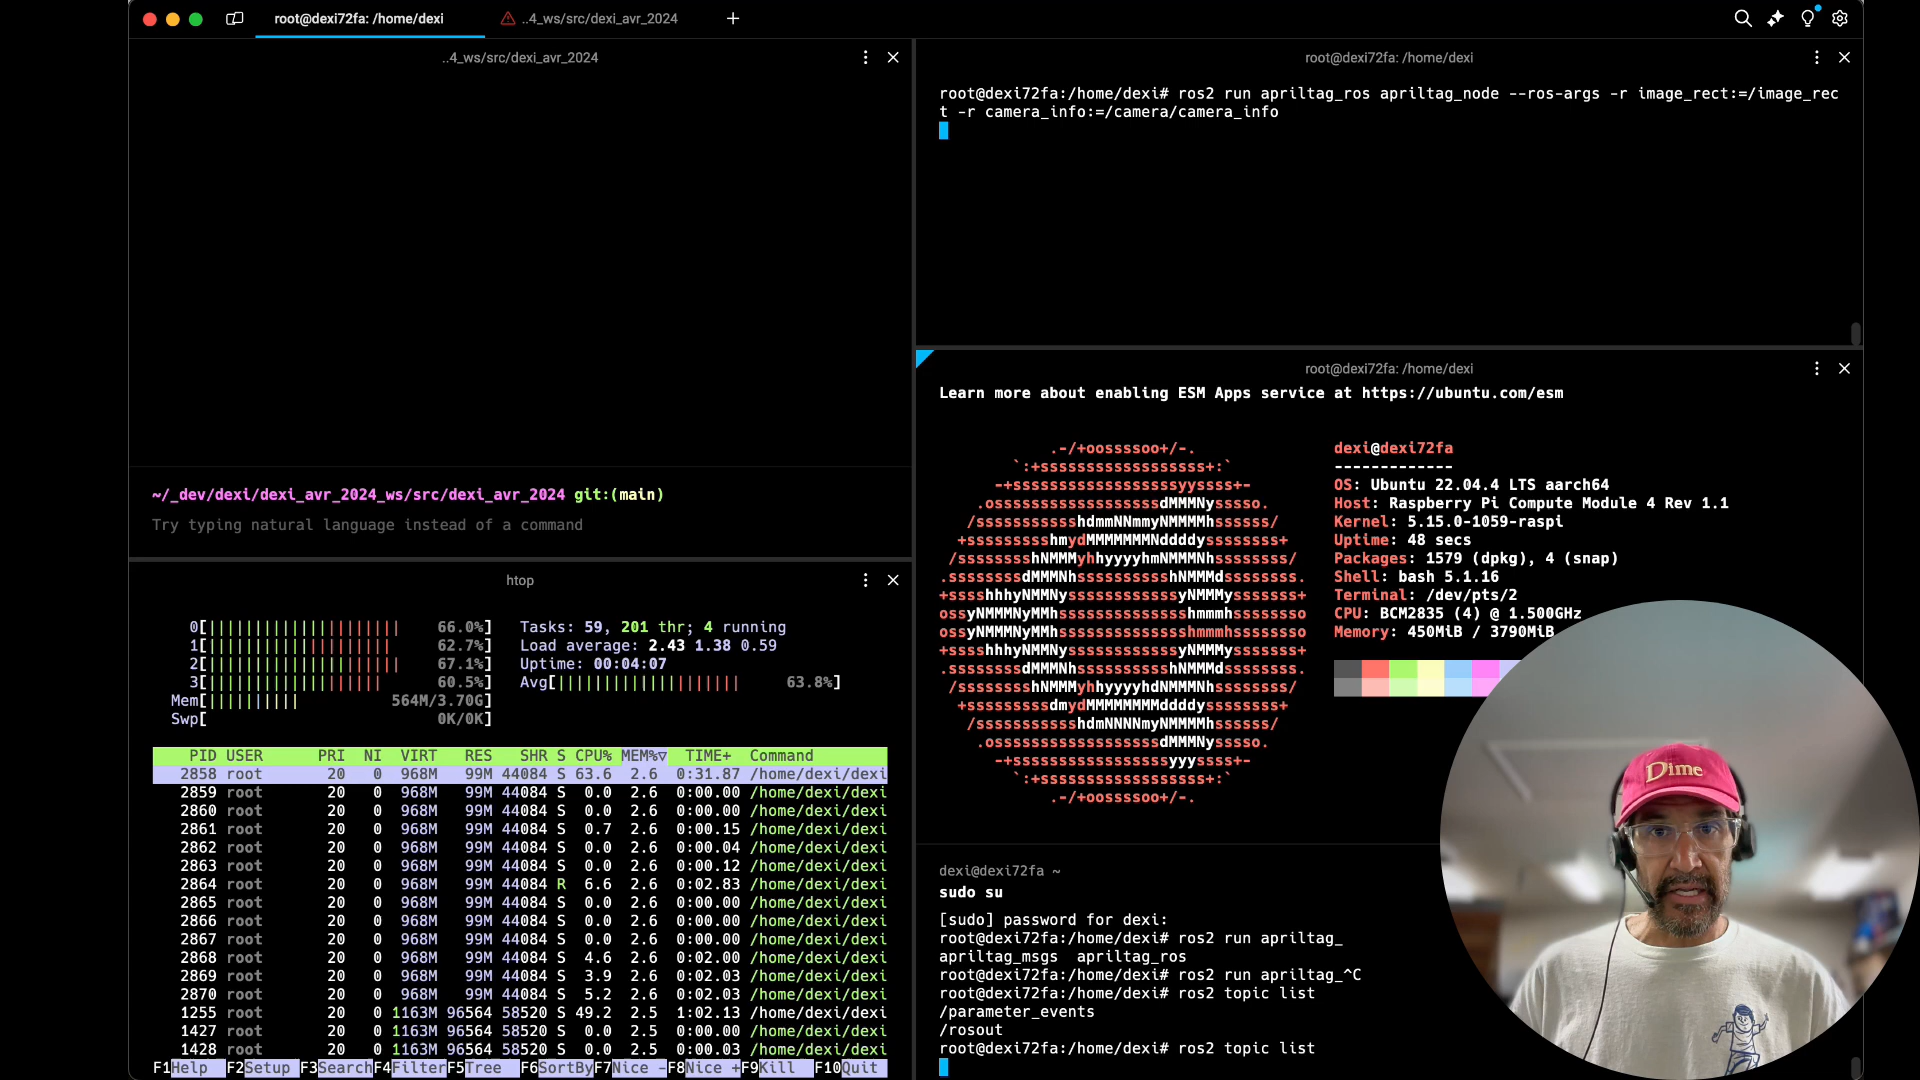 root@dexi72fa: /home/dexi
..4_ws/src/dexi_avr_2024
..4_ws/src/dexi_avr_2024
~/_dev/dexi/dexi_avr_2024_ws/src/dexi_avr_2024 git:(main)
Try typing natural language instead of a command
htop
0[||||||||||||||||||||| 66.0%] Tasks: 59, 201 thr; 4 running
1[|||||||||||||||||||| 62.7%] Load average: 2.43 1.38 0.59
2[||||||||||||||||||||| 67.1%] Uptime: 00:04:07
3[||||||||||||||||||| 60.5%] Avg[|||||||||||||||||||| 63.8%]
Mem[|||||||||| 564M/3.70G]
Swp[ 0K/0K]
PID USER PRI NI VIRT RES SHR S CPU% MEM%▽ TIME+ Command
2858 root 20 0 968M 99M 44084 S 63.6 2.6 0:31.87 /home/dexi/dexi
2859 root 20 0 968M 99M 44084 S 0.0 2.6 0:00.00 /home/dexi/dexi
2860 root 20 0 968M 99M 44084 S 0.0 2.6 0:00.00 /home/dexi/dexi
2861 root 20 0 968M 99M 44084 S 0.7 2.6 0:00.15 /home/dexi/dexi
2862 root 20 0 968M 99M 44084 S 0.0 2.6 0:00.04 /home/dexi/dexi
2863 root 20 0 968M 99M 44084 S 0.0 2.6 0:00.12 /home/dexi/dexi
2864 root 20 0 968M 99M 44084 R 6.6 2.6 0:02.83 /home/dexi/dexi
2865 root 20 0 968M 99M 44084 S 0.0 2.6 0:00.00 /home/dexi/dexi
2866 root 20 0 968M 99M 44084 S 0.0 2.6 0:00.00 /home/dexi/dexi
2867 root 20 0 968M 99M 44084 S 0.0 2.6 0:00.00 /home/dexi/dexi
2868 root 20 0 968M 99M 44084 S 4.6 2.6 0:02.00 /home/dexi/dexi
2869 root 20 0 968M 99M 44084 S 3.9 2.6 0:02.03 /home/dexi/dexi
2870 root 20 0 968M 99M 44084 S 5.2 2.6 0:02.03 /home/dexi/dexi
1255 root 20 0 1163M 96564 58520 S 49.2 2.5 1:02.13 /home/dexi/dexi
1427 root 20 0 1163M 96564 58520 S 0.0 2.5 0:00.00 /home/dexi/dexi
1428 root 20 0 1163M 96564 58520 S 0.0 2.5 0:00.03 /home/dexi/dexi
F1Help F2Setup F3SearchF4FilterF5Tree F6SortByF7Nice -F8Nice +F9Kill F10Quit
root@dexi72fa: /home/dexi
root@dexi72fa:/home/dexi# ros2 run apriltag_ros apriltag_node --ros-args -r image_rect:=/image_rec
t -r camera_info:=/camera/camera_info
root@dexi72fa: /home/dexi
Learn more about enabling ESM Apps service at https://ubuntu.com/esm
.-/+oossssoo+/-.
`:+ssssssssssssssssss+:`
-+ssssssssssssssssssyyssss+-
.ossssssssssssssssssdMMMNysssso.
/ssssssssssshdmmNNmmyNMMMMhssssss/
+ssssssssshmydMMMMMMMNddddyssssssss+
/sssssssshNMMMyhhyyyyhmNMMMNhssssssss/
.ssssssssdMMMNhsssssssssshNMMMdssssssss.
+sssshhhyNMMNyssssssssssssyNMMMysssssss+
ossyNMMMNyMMhsssssssssssssshmmmhssssssso
ossyNMMMNyMMhsssssssssssssshmmmhssssssso
+sssshhhyNMMNyssssssssssssyNMMMysssssss+
.ssssssssdMMMNhsssssssssshNMMMdssssssss.
/sssssssshNMMMyhhyyyyhdNMMMNhssssssss/
+sssssssssdmydMMMMMMMMddddyssssssss+
/ssssssssssshdmNNNNmyNMMMMhssssss/
.ossssssssssssssssssdMMMNysssso.
-+sssssssssssssssssyyyssss+-
`:+ssssssssssssssssss+:`
.-/+oossssoo+/-.
dexi@dexi72fa
-------------
OS: Ubuntu 22.04.4 LTS aarch64
Host: Raspberry Pi Compute Module 4 Rev 1.1
Kernel: 5.15.0-1059-raspi
Uptime: 48 secs
Packages: 1579 (dpkg), 4 (snap)
Shell: bash 5.1.16
Terminal: /dev/pts/2
CPU: BCM2835 (4) @ 1.500GHz
Memory: 450MiB / 3790MiB
dexi@dexi72fa ~
sudo su
[sudo] password for dexi:
root@dexi72fa:/home/dexi# ros2 run apriltag_
apriltag_msgs apriltag_ros
root@dexi72fa:/home/dexi# ros2 run apriltag_^C
root@dexi72fa:/home/dexi# ros2 topic list
/parameter_events
/rosout
root@dexi72fa:/home/dexi# ros2 topic list
Dime